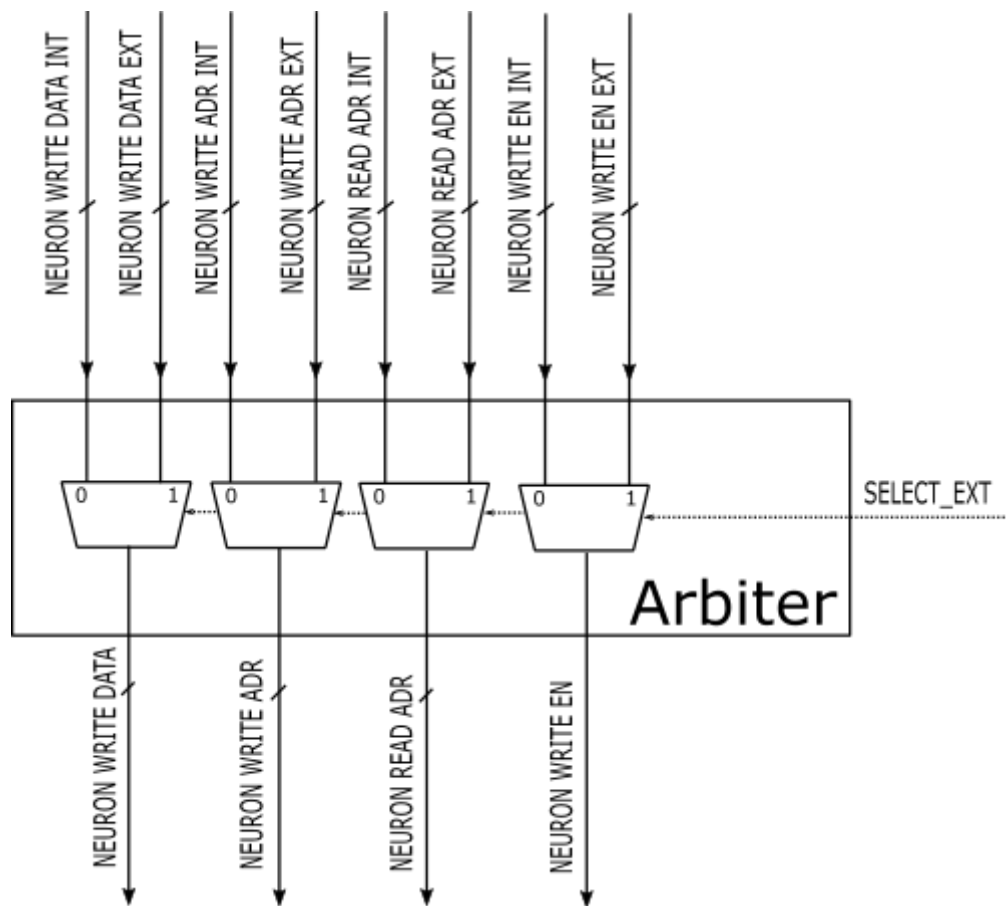 NEURON WRITE DATA INT
NEURON WRITE DATA EXT
NEURON WRITE ADR INT
NEURON WRITE ADR EXT
NEURON READ ADR INT
NEURON READ ADR EXT
NEURON WRITE EN INT
NEURON WRITE EN EXT
0 1
0 1
0 1
0 1
SELECT_EXT
Arbiter
NEURON WRITE DATA
NEURON WRITE ADR
NEURON READ ADR
NEURON WRITE EN